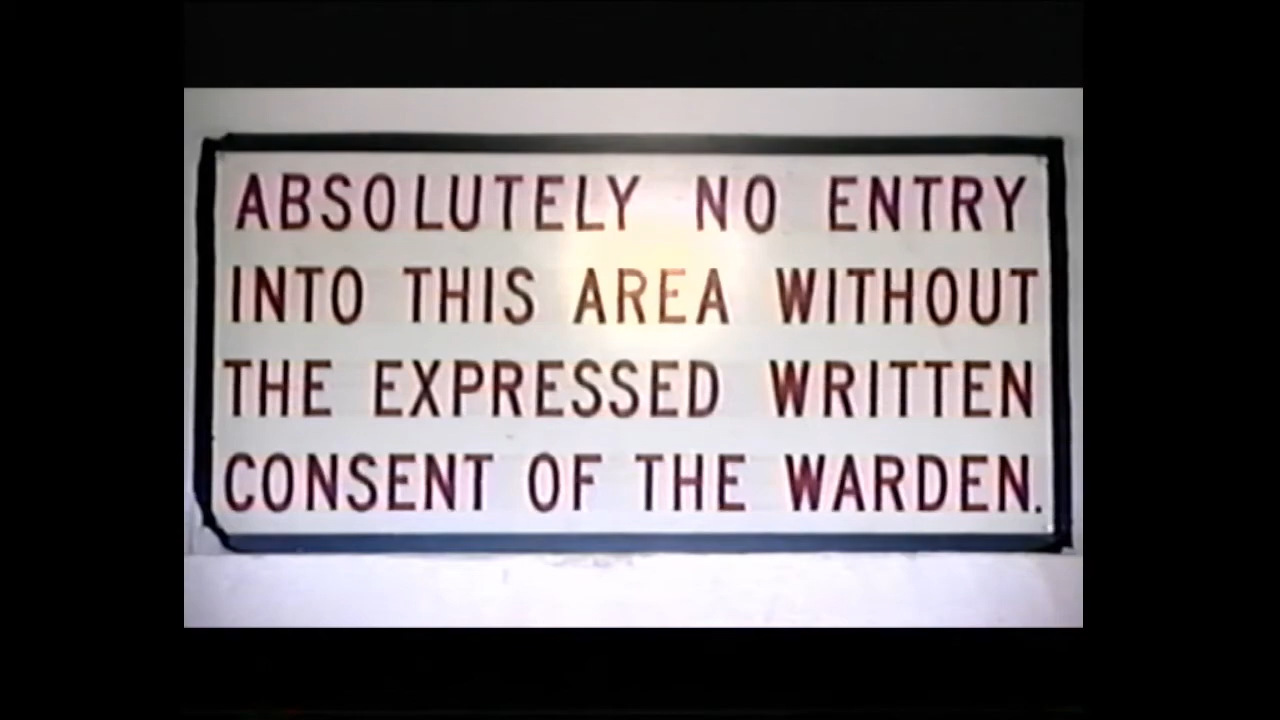 ABSOLUTELY NO ENTRY
INTO THIS AREA WITHOUT
THE EXPRESSED WRITTEN
CONSENT OF THE WARDEN.